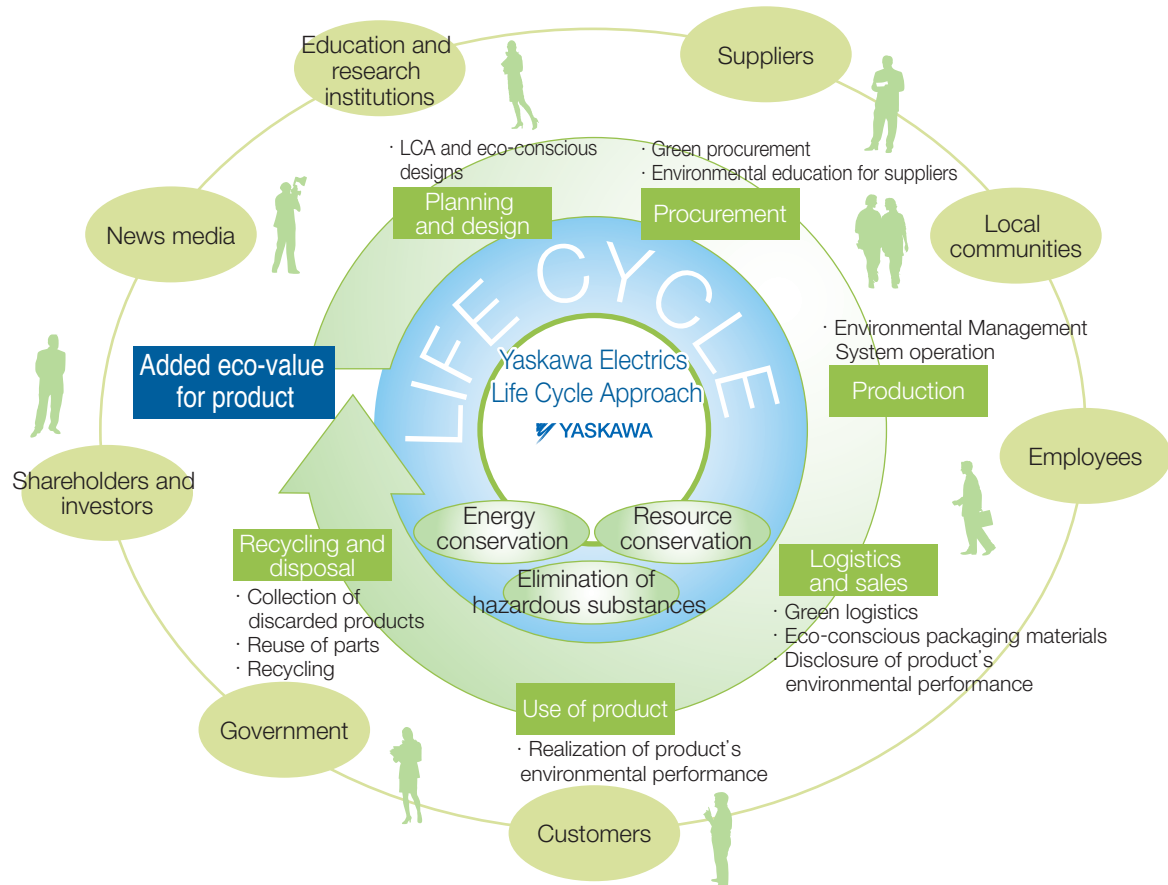 Education and
research
institutions
Suppliers
· LCA and eco-conscious
designs
· Green procurement
· Environmental education for suppliers
Planning
and design
Procurement
News media
Local
communities
LIFE CYCLE
· Environmental Management
System operation
Added eco-value
for product
Yaskawa Electrics
Life Cycle Approach
YASKAWA
Production
Employees
Shareholders and
investors
Energy
conservation
Resource
conservation
Recycling and
disposal
Logistics
and sales
Elimination of
hazardous substances
· Collection of
discarded products
· Reuse of parts
· Recycling
· Green logistics
· Eco-conscious packaging materials
· Disclosure of product's
environmental performance
Use of product
Government
· Realization of product's
environmental performance
Customers